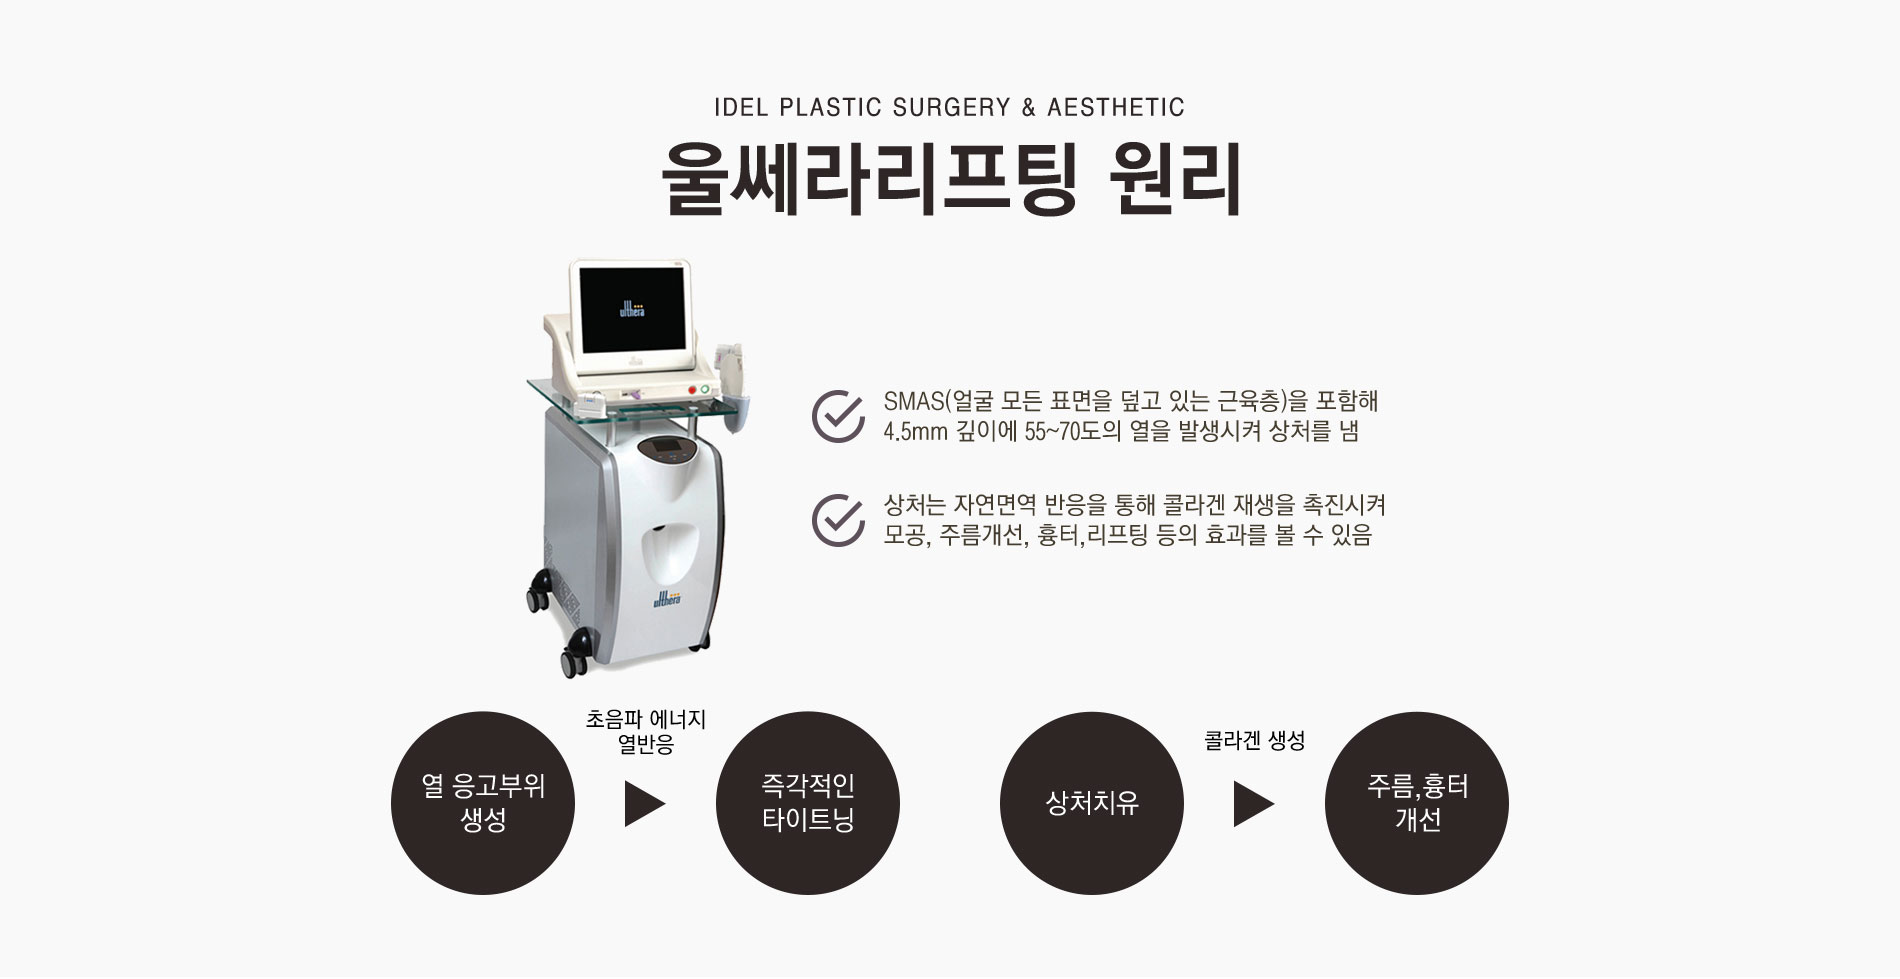 IDEL PLASTIC SURGERY & AESTHETIC
울쎄라리프팅 원리
ulthera
ulthera
SMAS(얼굴 모든 표면을 덮고 있는 근육층)을 포함해
4.5mm 깊이에 55~70도의 열을 발생시켜 상처를 냄
상처는 자연면역 반응을 통해 콜라겐 재생을 촉진시켜
모공, 주름개선, 흉터,리프팅 등의 효과를 볼 수 있음
열 응고부위
생성
초음파 에너지
열반응
즉각적인
타이트닝
상처치유
콜라겐 생성
주름,흉터
개선